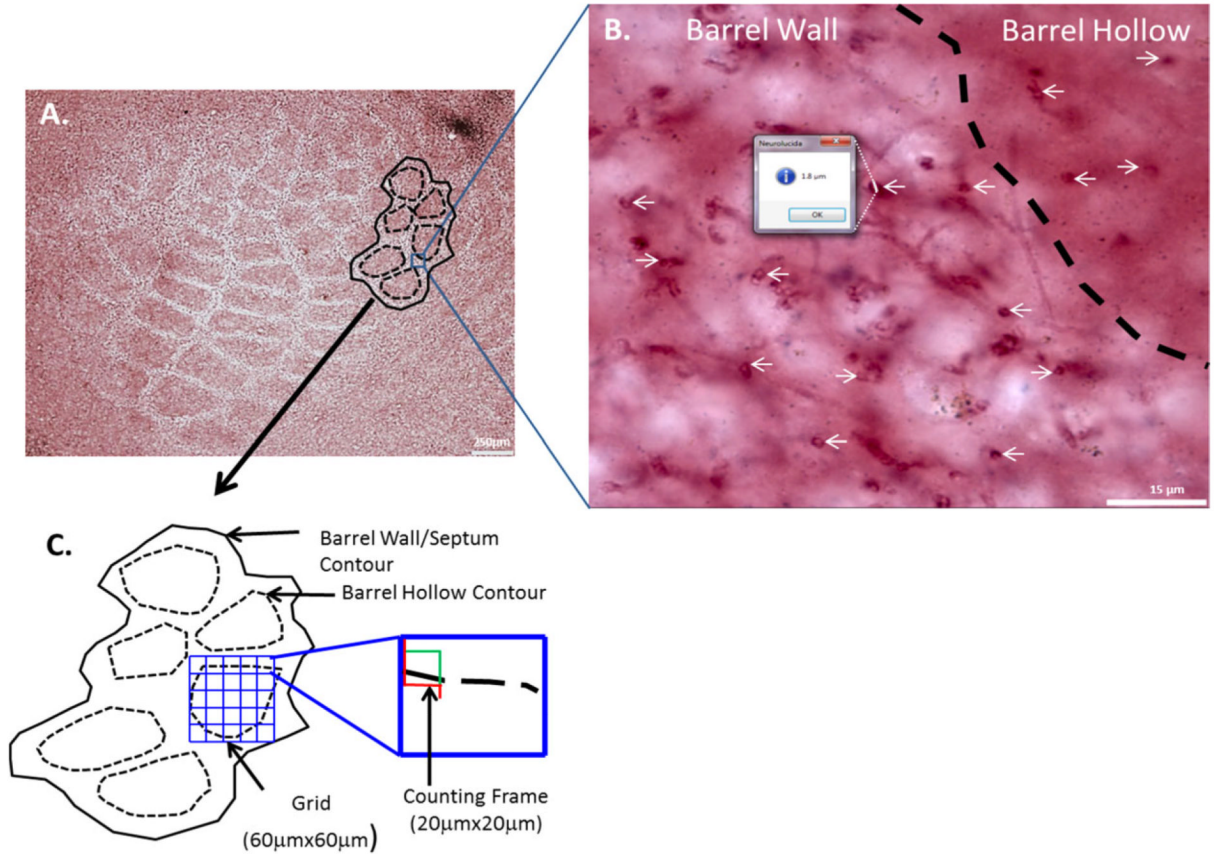 A.
250µm
B.
Barrel Wall
Barrel Hollow
Neurolucida
1.8 µm
OK
15 µm
C.
Barrel Wall/Septum
Contour
Barrel Hollow Contour
Grid
(60µmx60µm)
Counting Frame
(20µmx20µm)